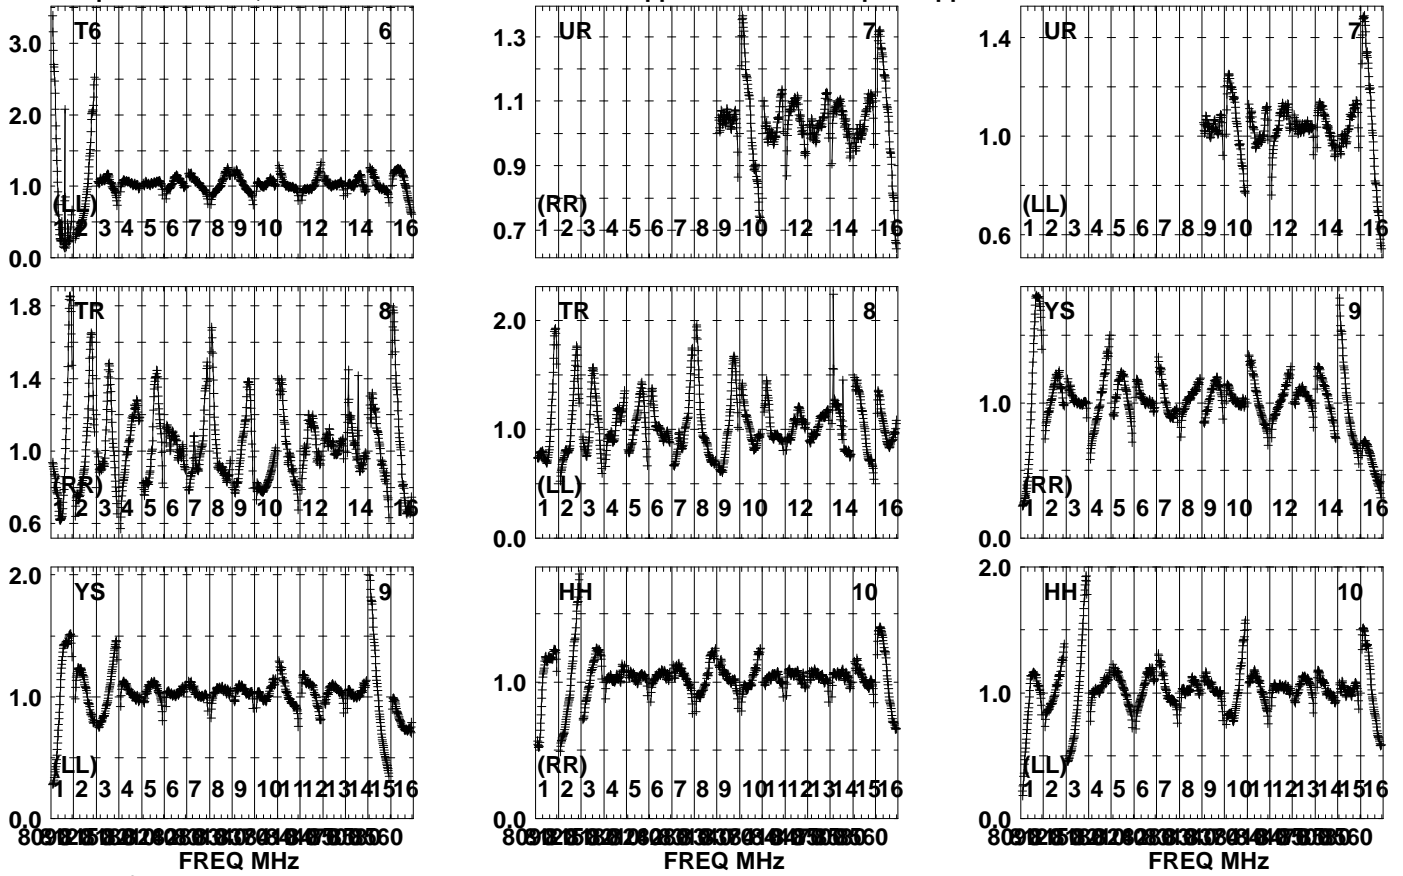 T6 6
3.0
2.0
1.0
0.0
(LL)
1 2 3 4 5 6 7 8 9 10 12 14 16
UR 7
1.3
1.1
0.9
0.7
(RR)
1 2 3 4 5 6 7 8 9 10 12 14 16
UR 7
1.4
1.0
0.6
(LL)
1 2 3 4 5 6 7 8 9 10 12 14 16
TR 8
1.8
1.4
1.0
0.6
(RR)
1 2 3 4 5 6 7 8 9 10 12 14 16
TR 8
2.0
1.0
0.0
(LL)
1 2 3 4 5 6 7 8 9 10 12 14 16
YS 9
1.0
0.0
(RR)
1 2 3 4 5 6 7 8 9 10 12 14 16
YS 9
2.0
1.0
0.0
(LL)
1 2 3 4 5 6 7 8 9 10 11 12 13 14 15 16
FREQ MHz
HH 10
1.0
0.0
(RR)
1 2 3 4 5 6 7 8 9 10 11 12 13 14 15 16
FREQ MHz
HH 10
2.0
1.0
0.0
(LL)
1 2 3 4 5 6 7 8 9 10 11 12 13 14 15 16
FREQ MHz